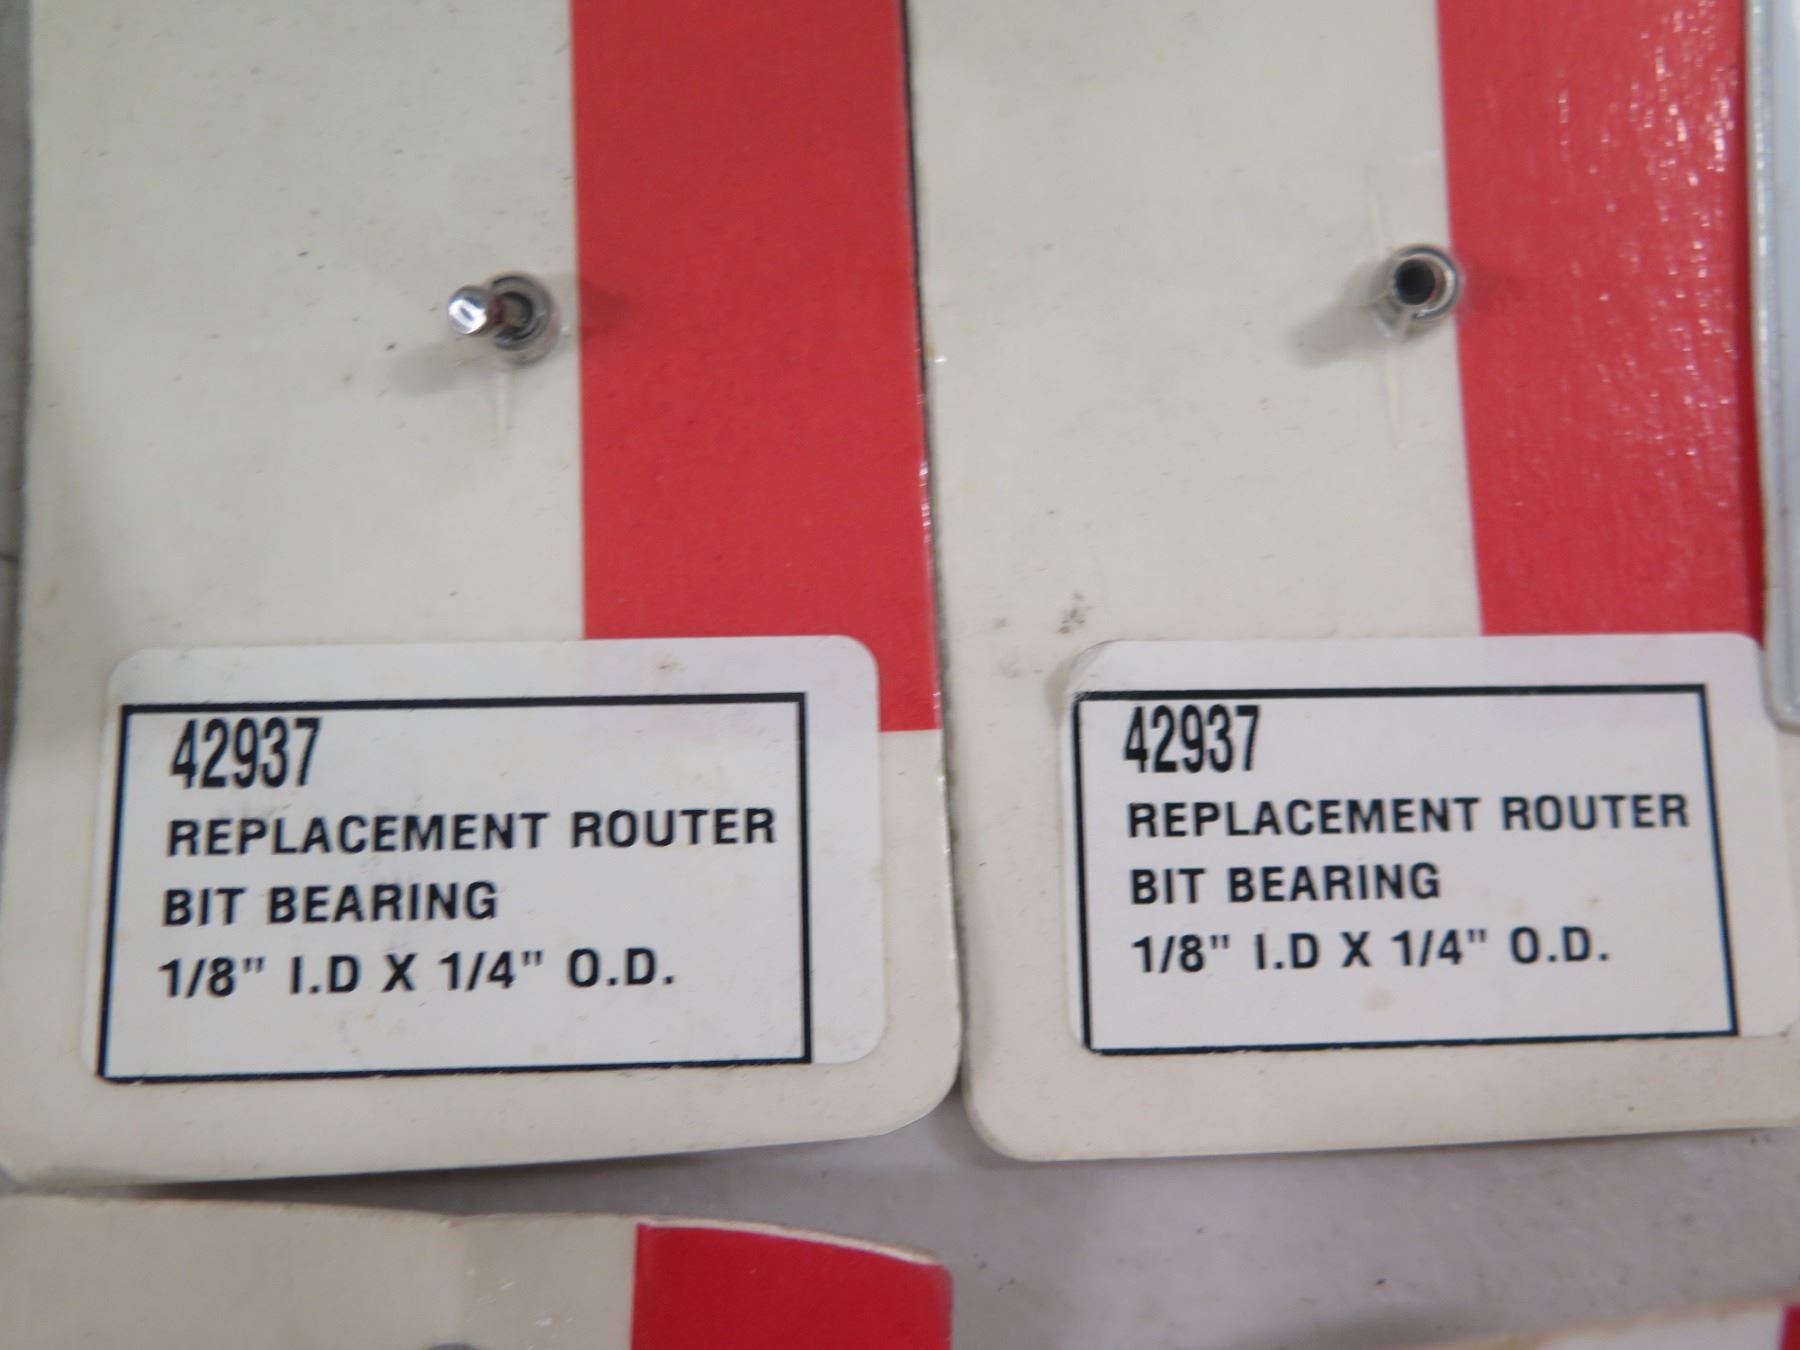 42937
REPLACEMENT ROUTER
BIT BEARING
1/8" I.D X 1/4" O.D.
42937
REPLACEMENT ROUTER
BIT BEARING
1/8" I.D X 1/4" O.D.